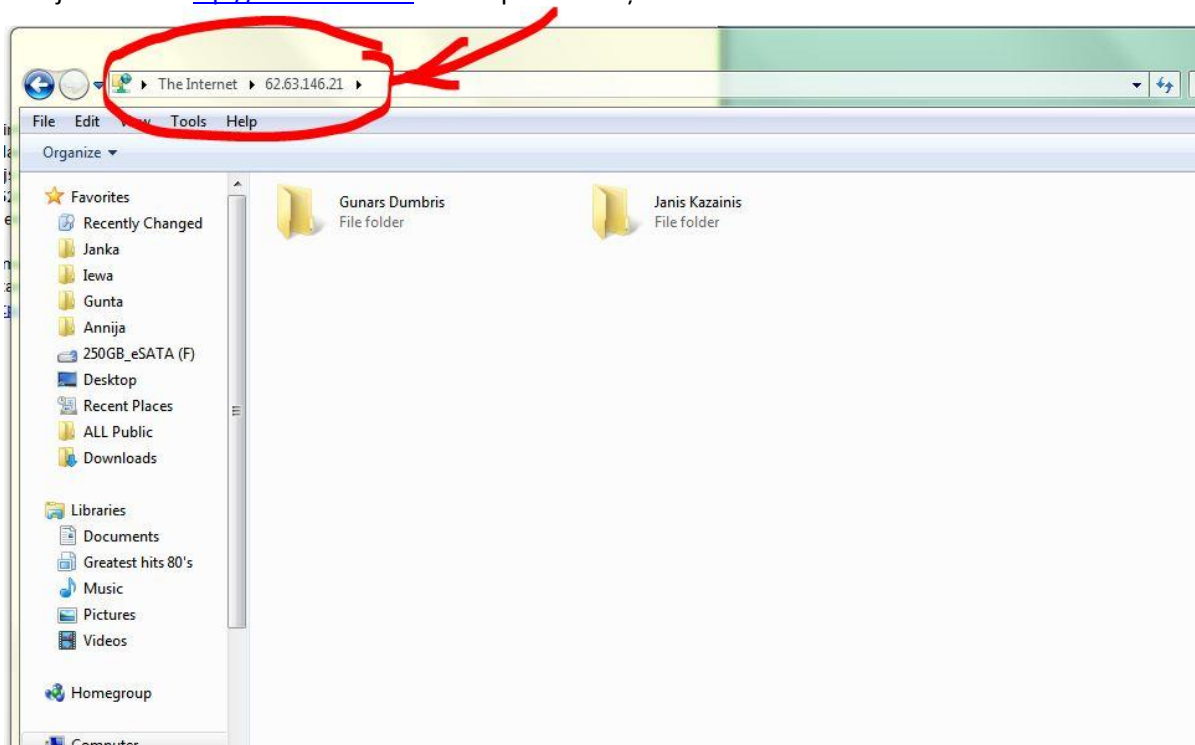 The Internet 62.63.146.21
File Edit View Tools Help
Organize
Favorites
Recently Changed
Janka
Iewa
Gunta
Annija
250GB_eSATA (F)
Desktop
Recent Places
ALL Public
Downloads
Libraries
Documents
Greatest hits 80's
Music
Pictures
Videos
Homegroup
Computer
Gunars Dumbris
File folder
Janis Kazainis
File folder